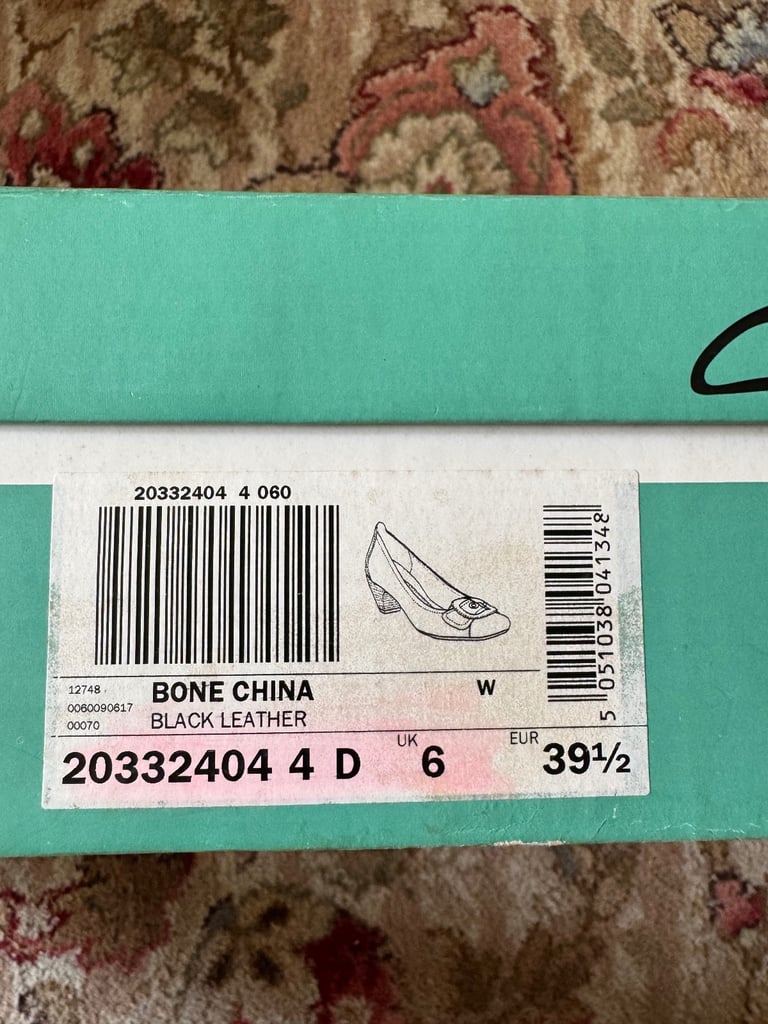 20332404 4 060
12748
0060090617
00070
BONE CHINA
BLACK LEATHER
W
20332404 4 D
UK
6
EUR
39½
5 051038 041348